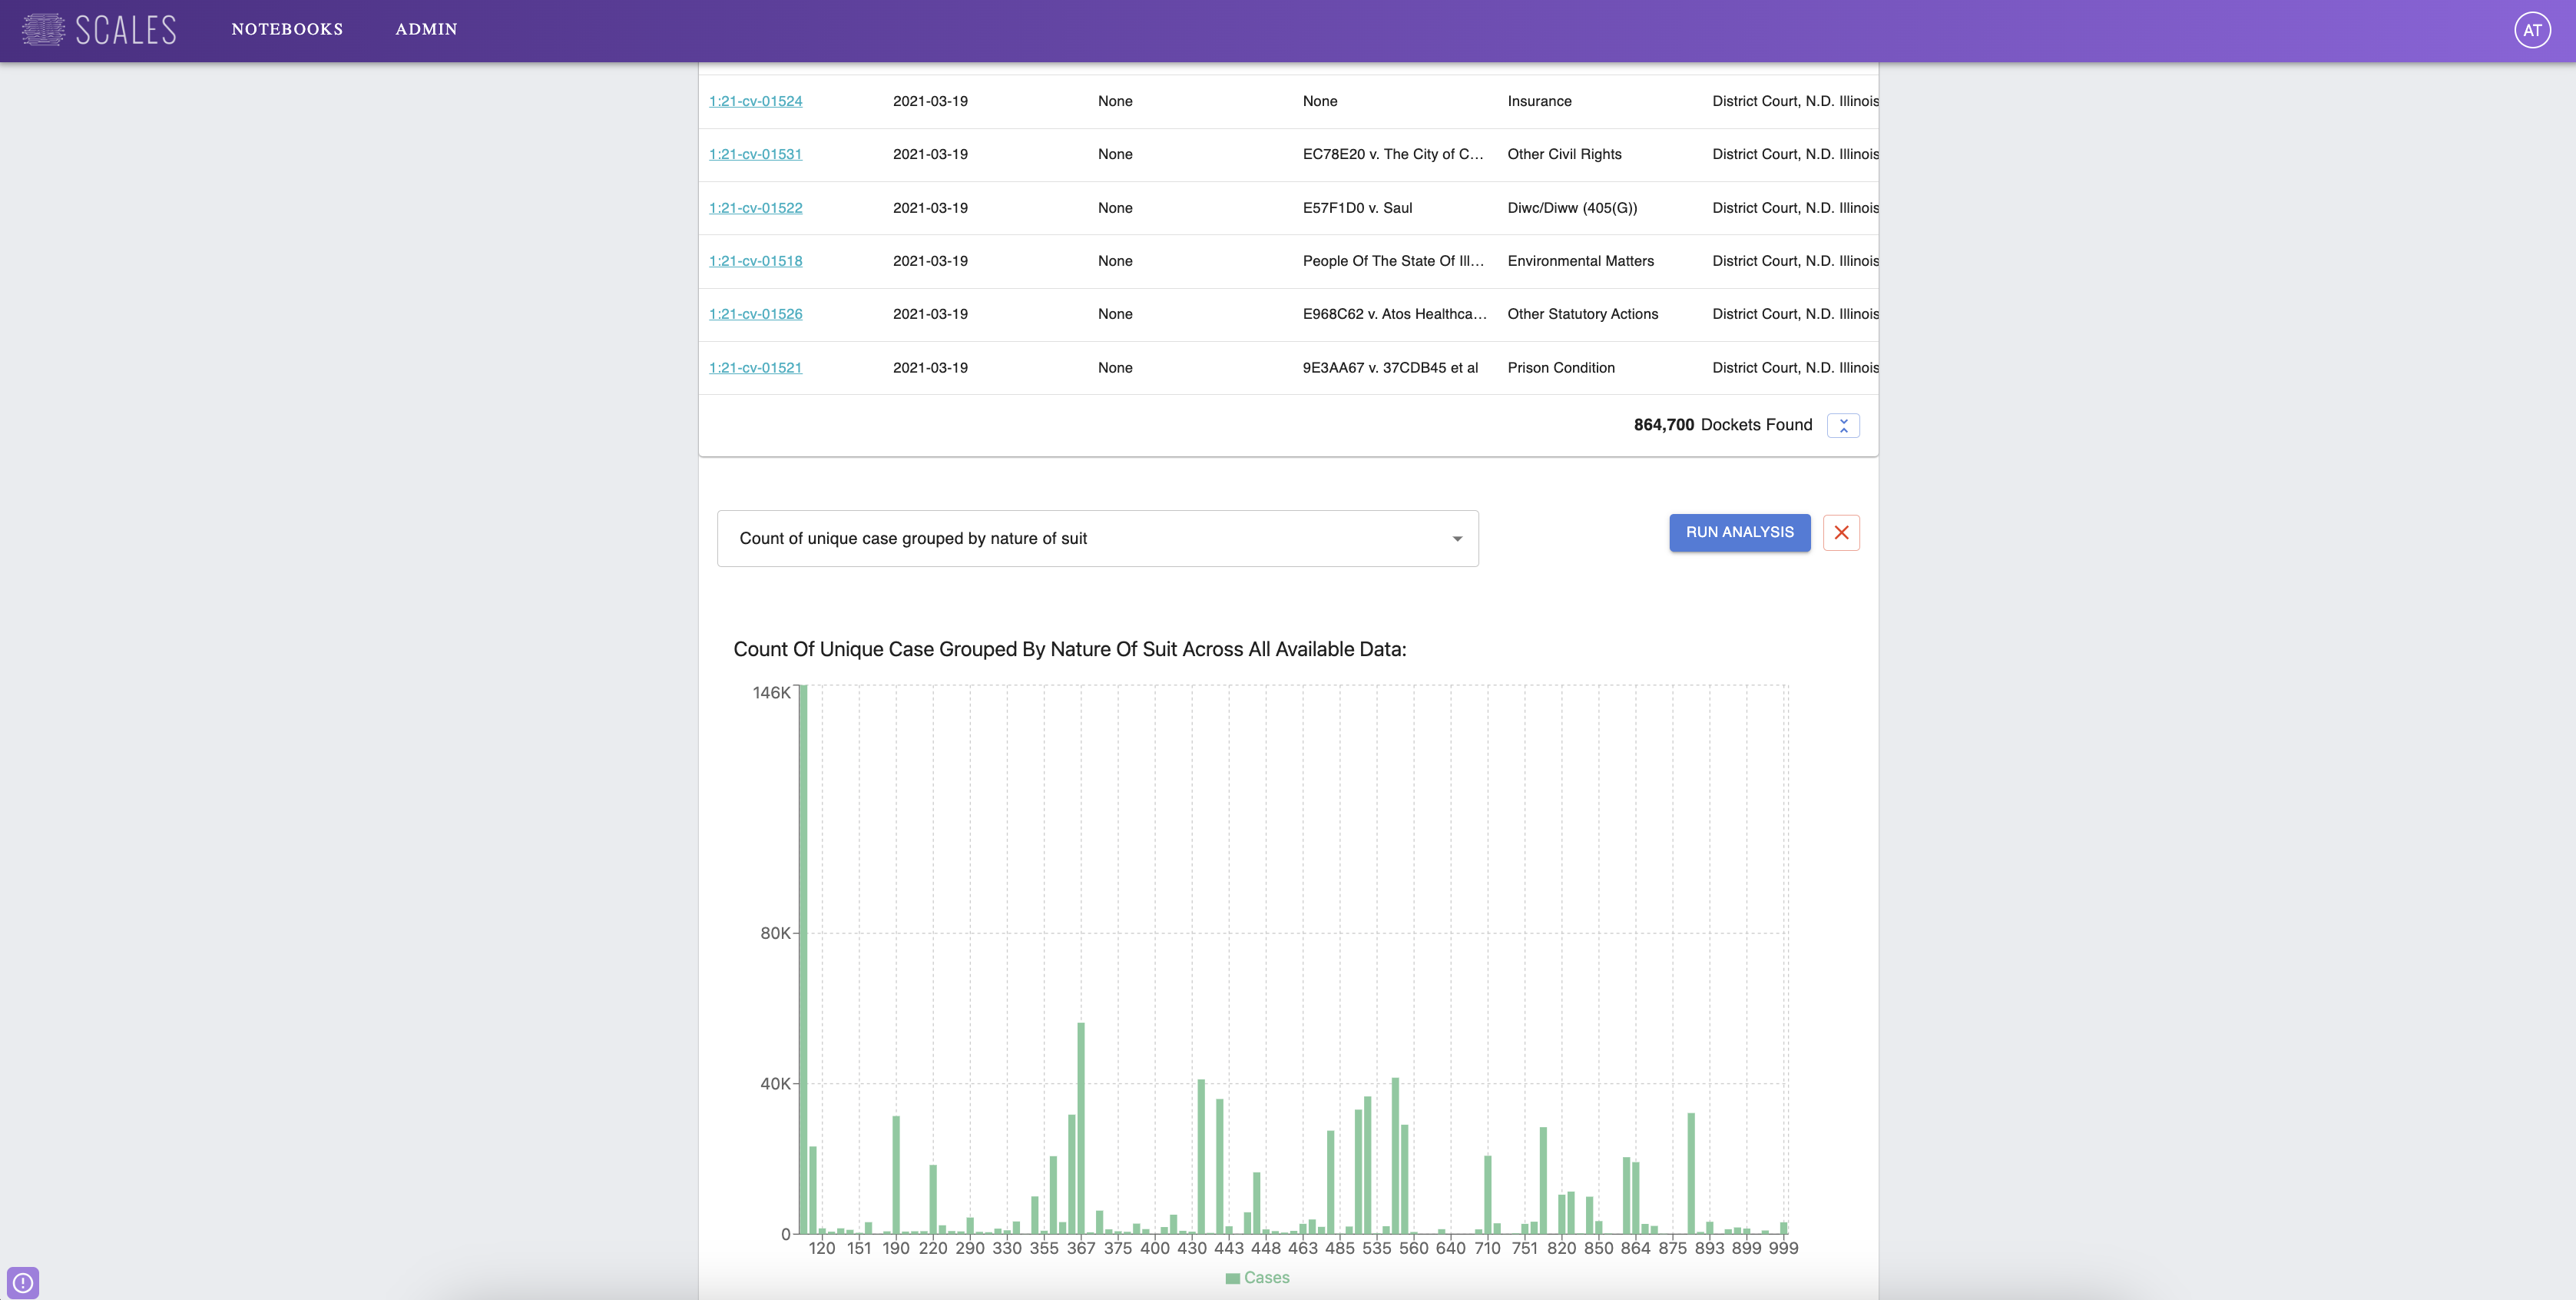 SCALES NOTEBOOKS ADMIN AT
1:21-cv-01524 2021-03-19 None None Insurance District Court, N.D. Illinois
1:21-cv-01531 2021-03-19 None EC78E20 v. The City of C... Other Civil Rights District Court, N.D. Illinois
1:21-cv-01522 2021-03-19 None E57F1D0 v. Saul Diwc/Diww (405(G)) District Court, N.D. Illinois
1:21-cv-01518 2021-03-19 None People Of The State Of Ill... Environmental Matters District Court, N.D. Illinois
1:21-cv-01526 2021-03-19 None E968C62 v. Atos Healthca... Other Statutory Actions District Court, N.D. Illinois
1:21-cv-01521 2021-03-19 None 9E3AA67 v. 37CDB45 et al Prison Condition District Court, N.D. Illinois
864,700 Dockets Found
Count of unique case grouped by nature of suit RUN ANALYSIS
Count Of Unique Case Grouped By Nature Of Suit Across All Available Data:
146K
80K
40K
0
120 151 190 220 290 330 355 367 375 400 430 443 448 463 485 535 560 640 710 751 820 850 864 875 893 899 999
Cases